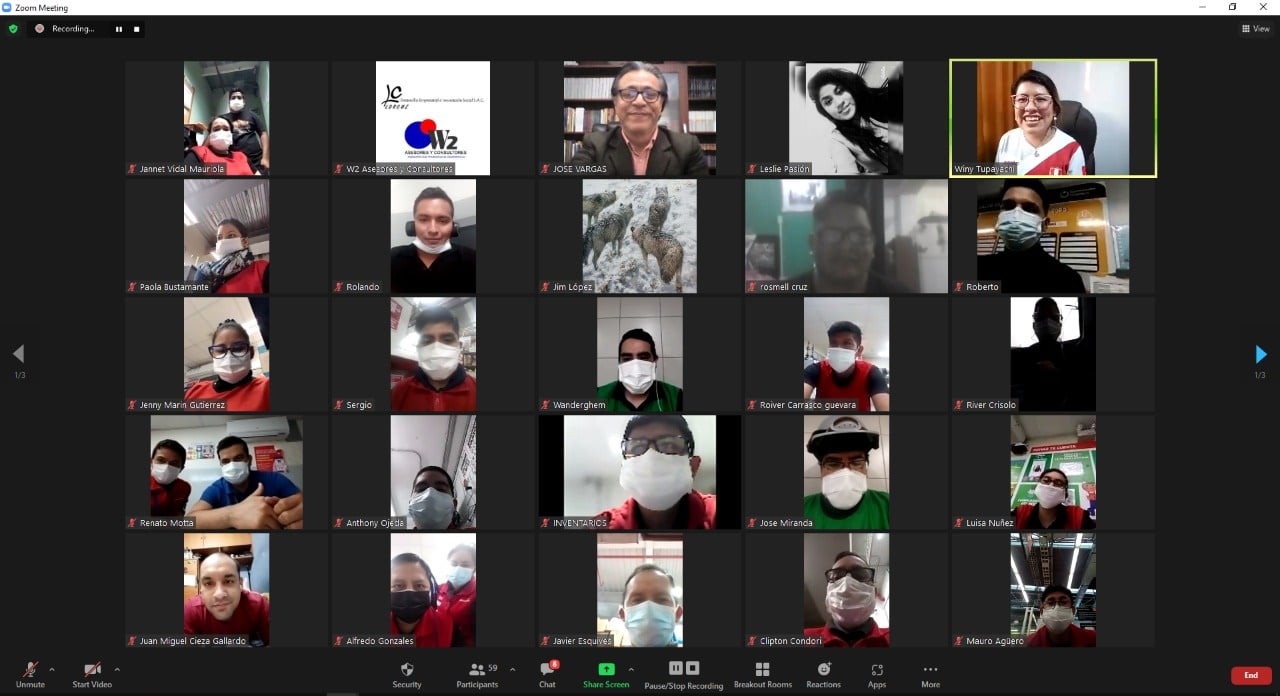 Zoom Meeting
Recording...
View
Jannet Vidal Mauriola
LC
W2
ASESORES Y CONSULTORES
W2 Asesores y Consultores
JOSE VARGAS
Leslie Pasión
Winy Tupayachi
Paola Bustamante
Rolando
Jim López
rosmell cruz
Roberto
1/3
1/3
Jenny Marin Gutierrez
Sergio
Wanderghem
Roiver Carrasco guevara
River Crisolo
Renato Motta
Anthony Ojeda
INVENTARIOS
Jose Miranda
Luisa Nuñez
Juan Miguel Cieza Gallardo
Alfredo Gonzales
Javier Esquives
Clipton Condori
Mauro Agüero
Unmute
Start Video
Security
59
Participants
8
Chat
Share Screen
Pause/Stop Recording
Breakout Rooms
Reactions
Apps
More
End